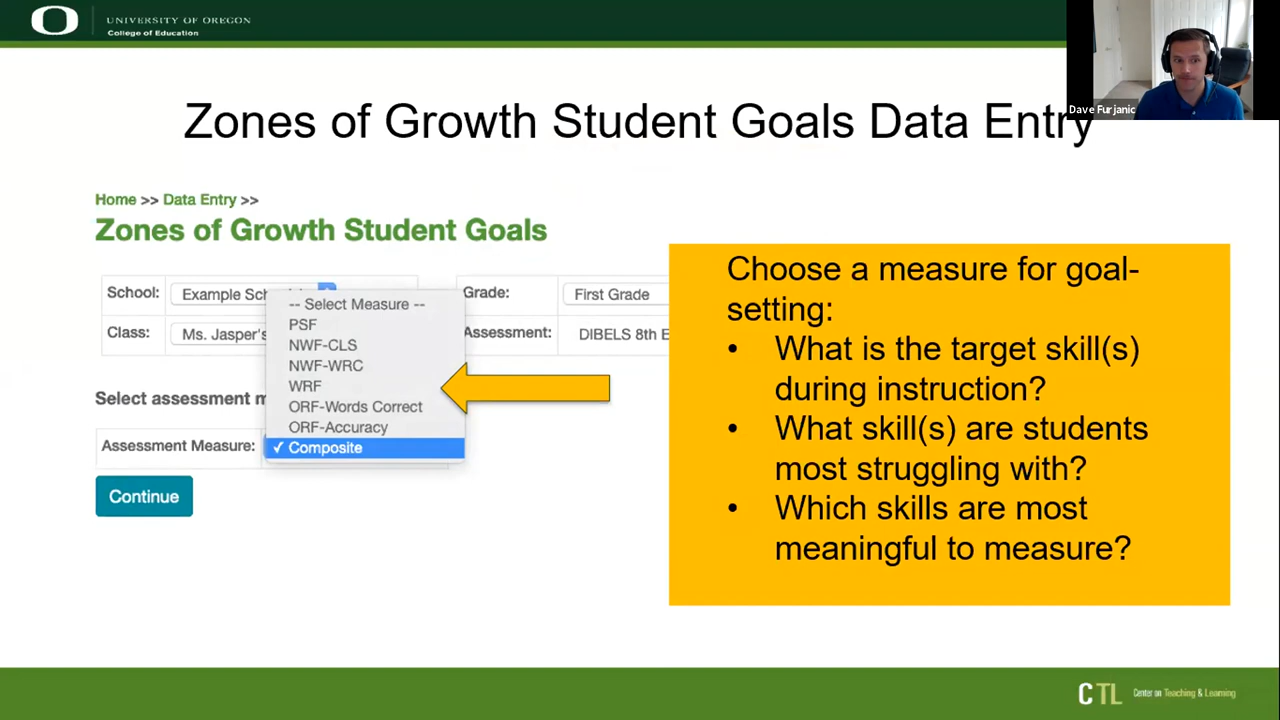 UNIVERSITY OF OREGON
College of Education
Dave Furjanic
Zones of Growth Student Goals Data Entry
Home >> Data Entry >>
Zones of Growth Student Goals
School: Example Sch Grade: First Grade
Class: Ms. Jasper's Assessment: DIBELS 8th E
-- Select Measure --
PSF
NWF-CLS
NWF-WRC
WRF
ORF-Words Correct
ORF-Accuracy
✓ Composite
Select assessment m
Assessment Measure:
Continue
Choose a measure for goal-
setting:
• What is the target skill(s)
during instruction?
• What skill(s) are students
most struggling with?
• Which skills are most
meaningful to measure?
CTL Center on Teaching & Learning